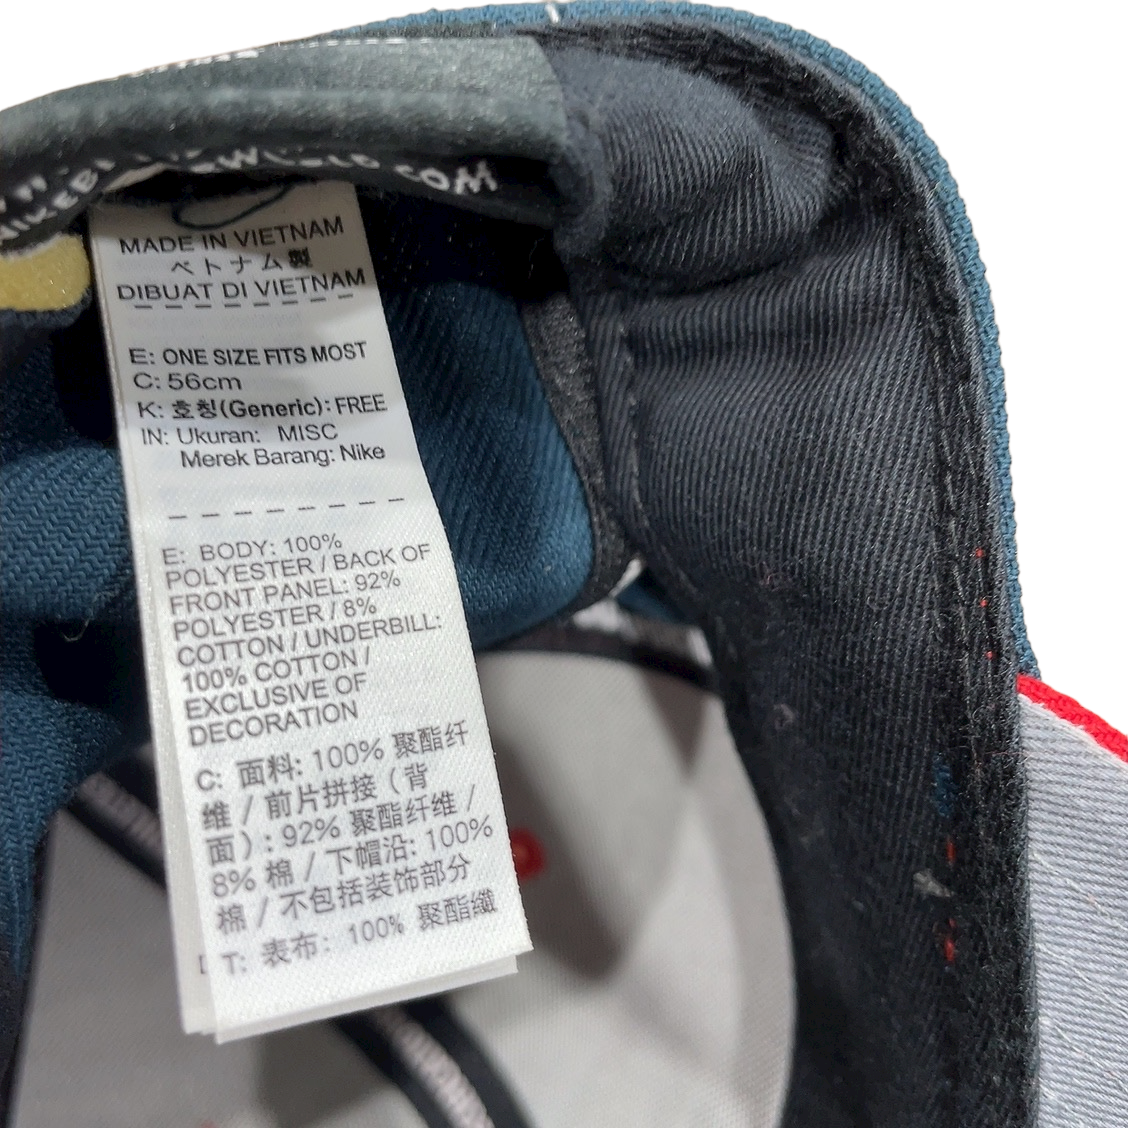 COM
MADE IN VIETNAM
ベトナム製
DIBUAT DI VIETNAM
E: ONE SIZE FITS MOST
C: 56cm
K: 호칭(Generic): FREE
IN: Ukuran: MISC
Merek Barang: Nike
E: BODY: 100%
POLYESTER / BACK OF
FRONT PANEL: 92%
POLYESTER / 8%
COTTON / UNDERBILL:
100% COTTON /
EXCLUSIVE OF
DECORATION
C: 面料: 100% 聚酯纤
维 / 前片拼接（背
面）: 92% 聚酯纤维 /
8% 棉 / 下帽沿: 100%
棉 / 不包括装饰部分
T: 表布: 100% 聚酯纖